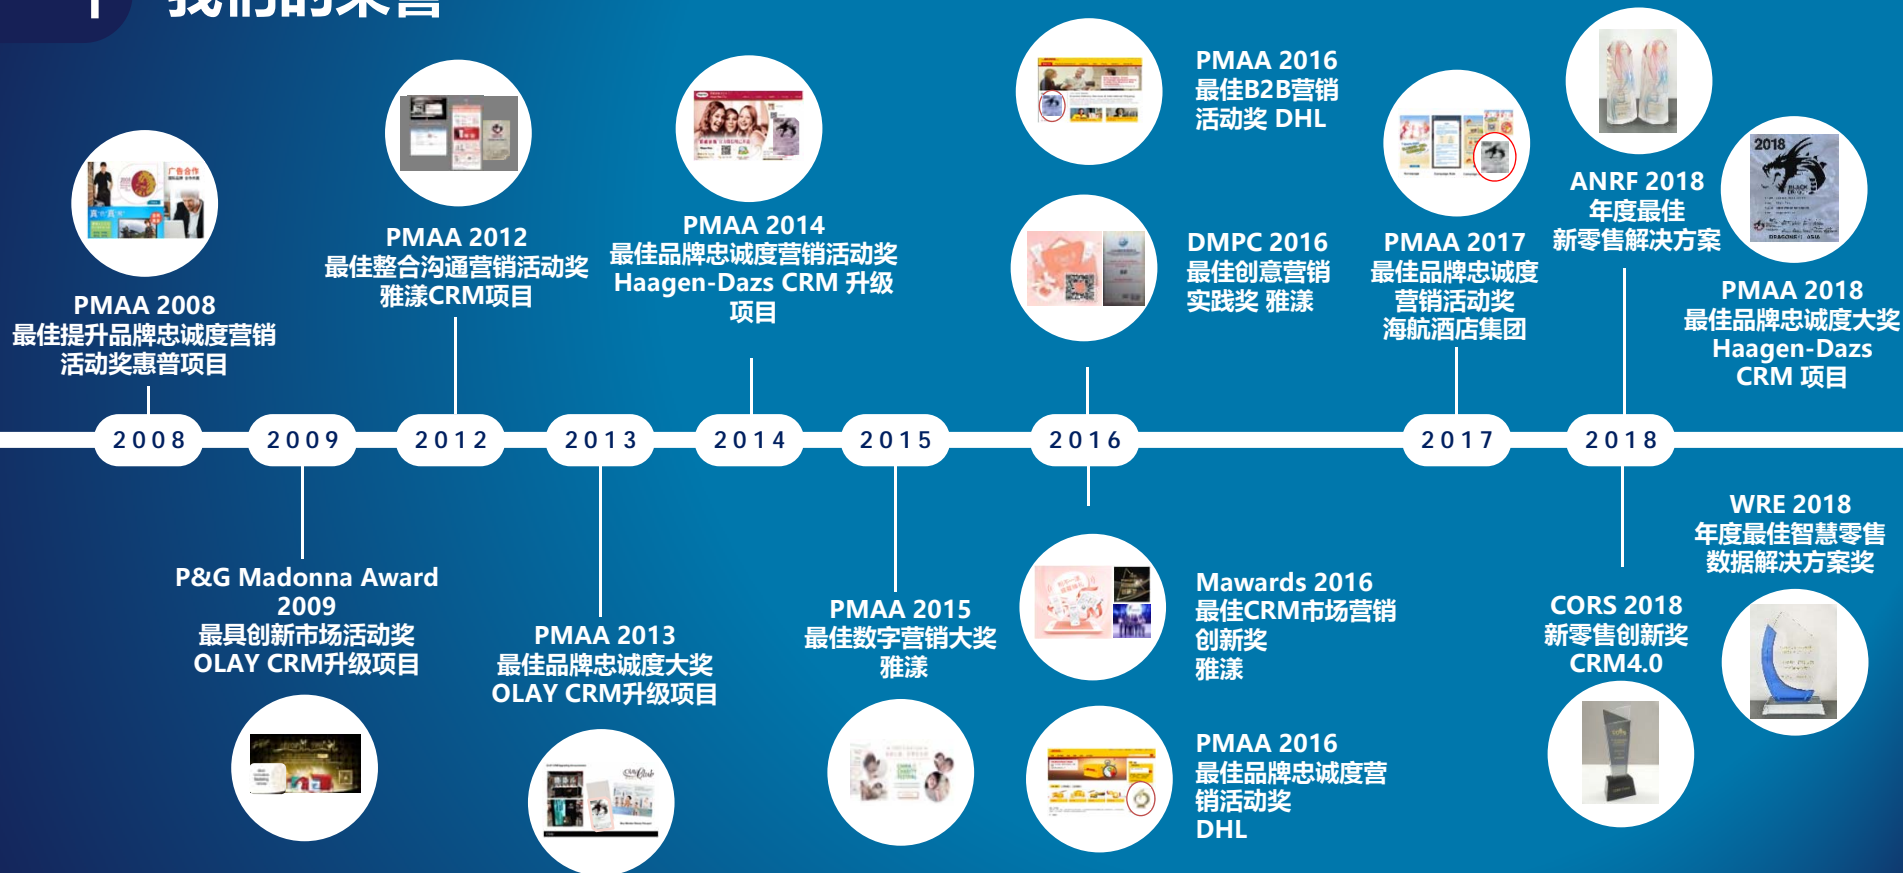 我们的荣誉
PMAA 2008
最佳提升品牌忠诚度营销
活动奖惠普项目
PMAA 2012
最佳整合沟通营销活动奖
雅漾CRM项目
PMAA 2014
最佳品牌忠诚度营销活动奖
Haagen-Dazs CRM 升级
项目
PMAA 2016
最佳B2B营销
活动奖 DHL
DMPC 2016
最佳创意营销
实践奖 雅漾
PMAA 2017
最佳品牌忠诚度
营销活动奖
海航酒店集团
ANRF 2018
年度最佳
新零售解决方案
2018
PMAA 2018
最佳品牌忠诚度大奖
Haagen-Dazs
CRM 项目
广告合作
2008
2009
2012
2013
2014
2015
2016
2017
2018
P&G Madonna Award
2009
最具创新市场活动奖
OLAY CRM升级项目
PMAA 2013
最佳品牌忠诚度大奖
OLAY CRM升级项目
PMAA 2015
最佳数字营销大奖
雅漾
Mawards 2016
最佳CRM市场营销
创新奖
雅漾
PMAA 2016
最佳品牌忠诚度营
销活动奖
DHL
CORS 2018
新零售创新奖
CRM4.0
WRE 2018
年度最佳智慧零售
数据解决方案奖